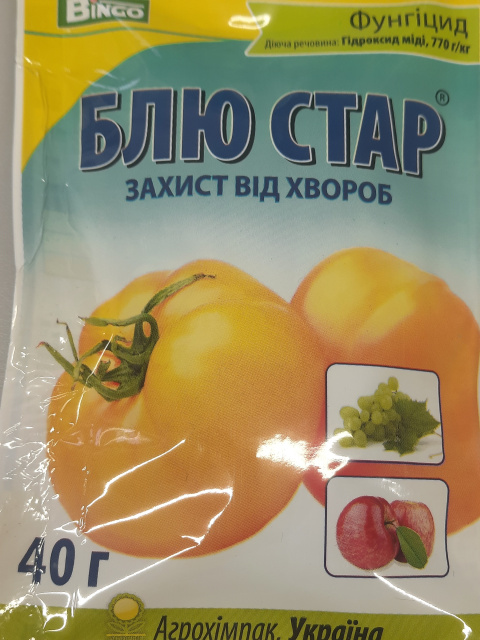 BINGO
Фунгіцид
Діюча речовина: Гідроксид міді, 770 г/кг
БЛЮ СТАР®
ЗАХИСТ ВІД ХВОРОБ
40 г
Агрохімпак, Україна